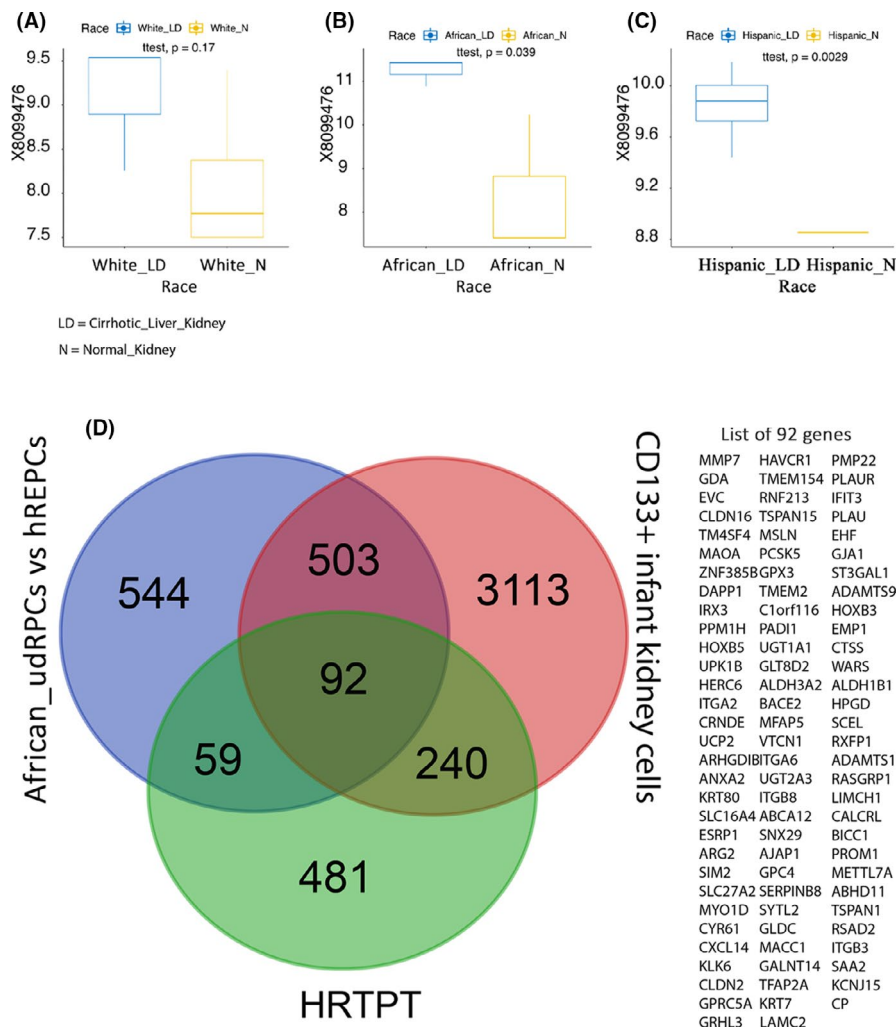 (A)
Race White_LD White_N
ttest, p = 0.17
X8099476
9.5
9.0
8.5
8.0
7.5
White_LD White_N
Race
(B)
Race African_LD African_N
ttest, p = 0.039
X8099476
11
10
9
8
African_LD African_N
Race
(C)
Race Hispanic_LD Hispanic_N
ttest, p = 0.0029
X8099476
10.0
9.6
9.2
8.8
Hispanic_LD Hispanic_N
Race
LD = Cirrhotic_Liver_Kidney
N = Normal_Kidney
(D)
African_udRPCs vs hREPCs
CD133+ infant kidney cells
HRTPT
544
503
3113
92
59
240
481
List of 92 genes
MMP7 HAVCR1 PMP22
GDA TMEM154 PLAUR
EVC RNF213 IFIT3
CLDN16 TSPAN15 PLAU
TM4SF4 MSLN EHF
MAOA PCSK5 GJA1
ZNF385B GPX3 ST3GAL1
DAPP1 TMEM2 ADAMTS9
IRX3 C1orf116 HOXB3
PPM1H PADI1 EMP1
HOXB5 UGT1A1 CTSS
UPK1B GLT8D2 WARS
HERC6 ALDH3A2 ALDH1B1
ITGA2 BACE2 HPGD
CRNDE MFAP5 SCEL
UCP2 VTCN1 RXFP1
ARHGDIB ITGA6 ADAMTS1
ANXA2 UGT2A3 RASGRP1
KRT80 ITGB8 LIMCH1
SLC16A4 ABCA12 CALCRL
ESRP1 SNX29 BICC1
ARG2 AJAP1 PROM1
SIM2 GPC4 METTL7A
SLC27A2 SERPINB8 ABHD11
MYO1D SYTL2 TSPAN1
CYR61 GLDC RSAD2
CXCL14 MACC1 ITGB3
KLK6 GALNT14 SAA2
CLDN2 TFAP2A KCNJ15
GPRC5A KRT7 CP
GRHL3 LAMC2